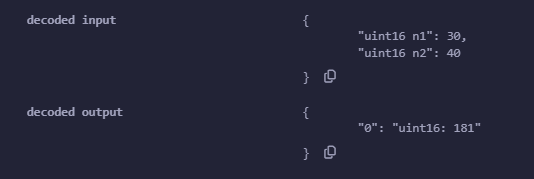 decoded input {
"uint16 n1": 30,
"uint16 n2": 40
}
decoded output {
"0": "uint16: 181"
}